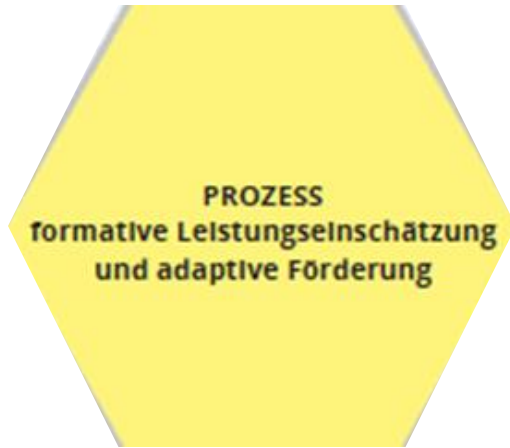 PROZESS
formative Leistungseinschätzung
und adaptive Förderung